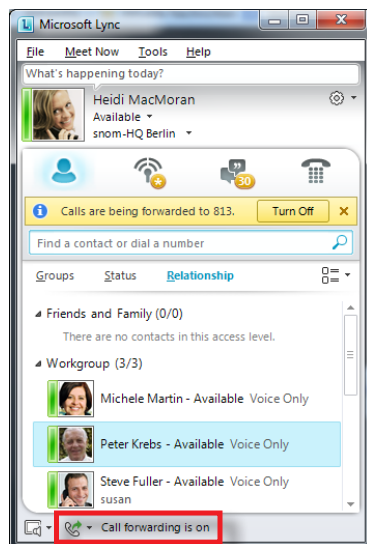 Microsoft Lync
File Meet Now Tools Help
What's happening today?
Heidi MacMoran
Available
snom-HQ Berlin
30
Calls are being forwarded to 813. Turn Off
Find a contact or dial a number
Groups Status Relationship
Friends and Family (0/0)
There are no contacts in this access level.
Workgroup (3/3)
Michele Martin - Available Voice Only
Peter Krebs - Available Voice Only
Steve Fuller - Available Voice Only
susan
Call forwarding is on